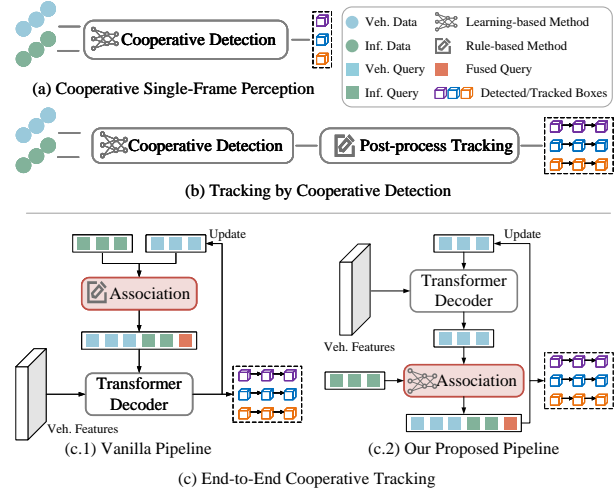 Veh. Data
Inf. Data
Veh. Query
Inf. Query
Learning-based Method
Rule-based Method
Fused Query
Detected/Tracked Boxes
Cooperative Detection
(a) Cooperative Single-Frame Perception
Cooperative Detection
Post-process Tracking
(b) Tracking by Cooperative Detection
Update
Association
Transformer
Decoder
Veh. Features
(c.1) Vanilla Pipeline
Update
Transformer
Decoder
Veh. Features
Association
(c.2) Our Proposed Pipeline
(c) End-to-End Cooperative Tracking